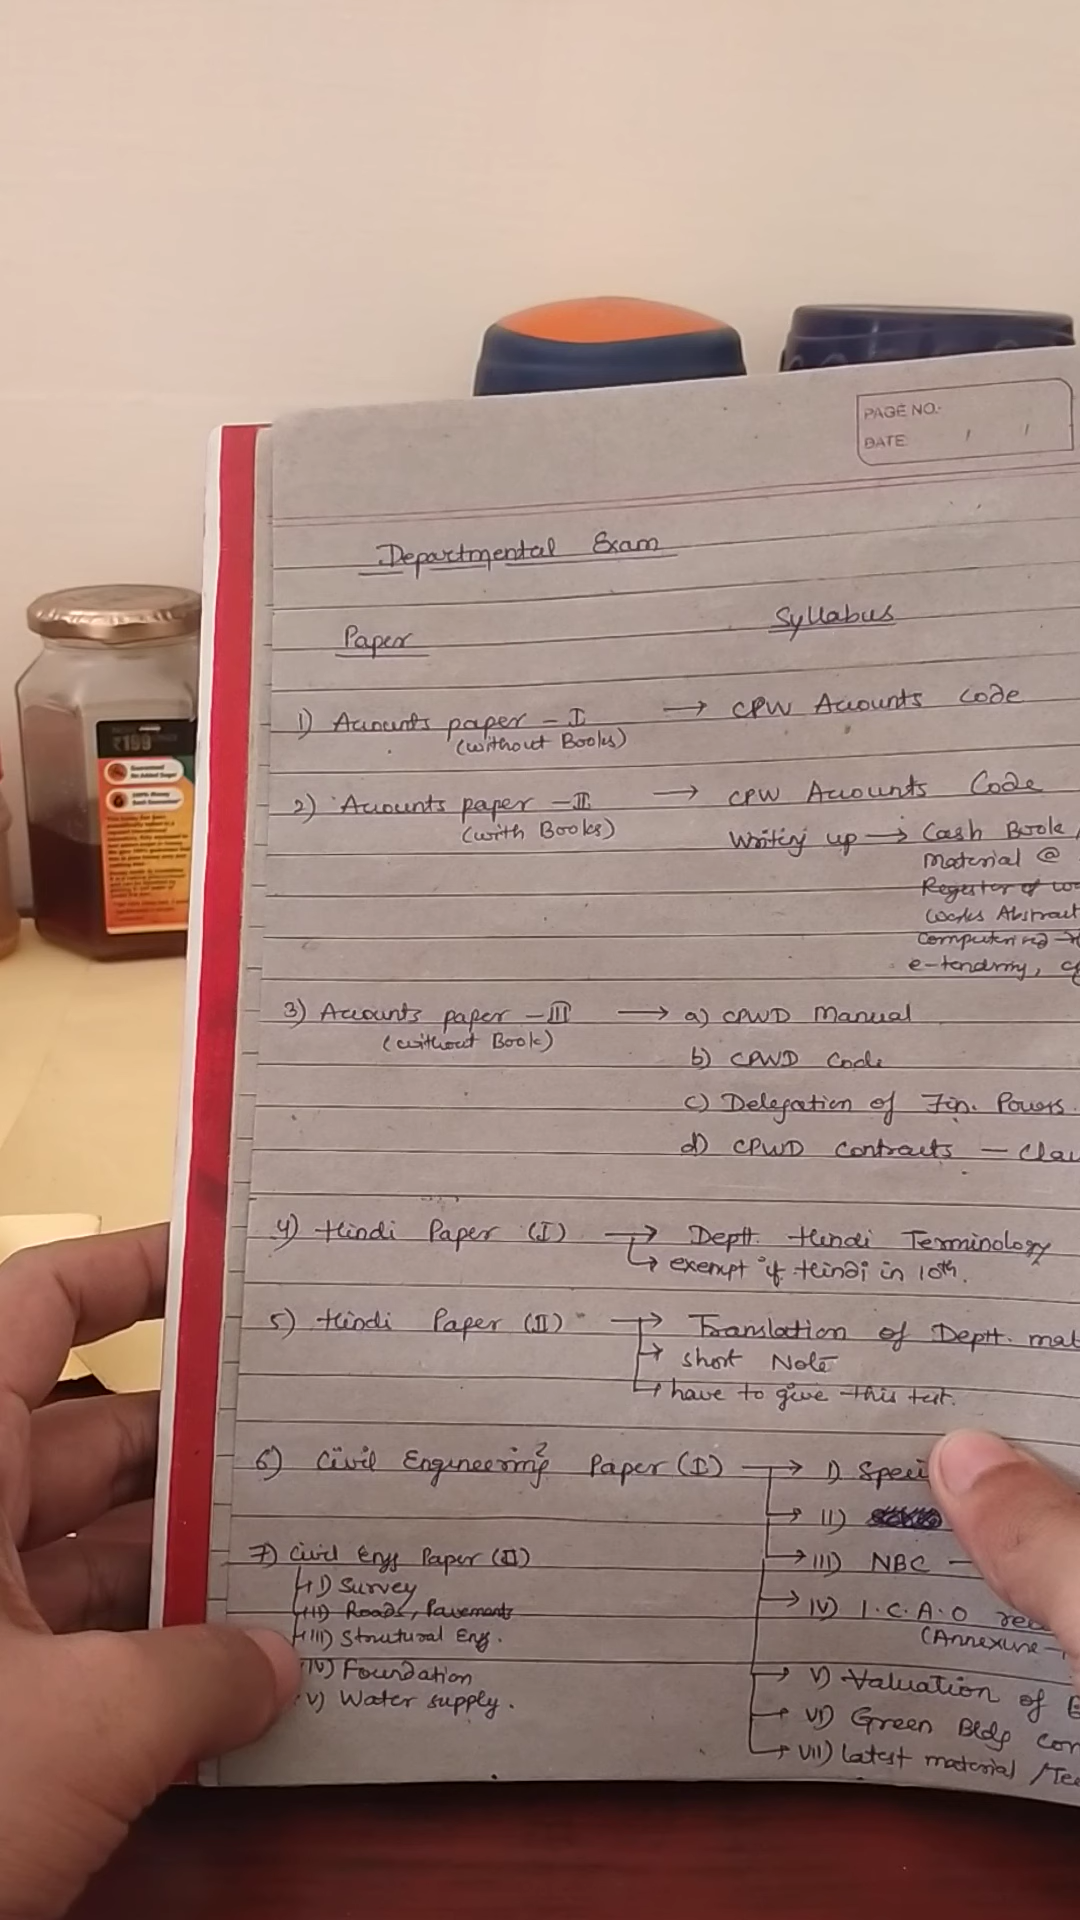 PAGE NO.
DATE / /
Departmental Exam
Paper Syllabus
1) Accounts paper - I → CPW Accounts Code
(without Books)
2) Accounts paper - II → CPW Accounts Code
(with Books)
Writing up → Cash Book
Material @
Register of
Works Abstract
e-tendring,
3) Accounts paper - III → a) CPWD Manual
(without Book)
b) CPWD Code
c) Delegation of Fin. Powers.
d) CPWD Contracts -
4) Hindi Paper (I) → Deptt. Hindi Terminology
→ exempt if Hindi in 10th.
5) Hindi Paper (II) → Translation of Deptt.
→ short Note
→ have to give this test.
6) Civil Engineering Paper (I) → I)
→ II)
→ III) NBC -
→ IV) I.C.A.O
(Annexure-
→ V) Valuation of
→ VI) Green Bldg
→ VII) latest material /
7) Civil Engg Paper (II)
I) Survey
II) Roads, Pavements
III) Structural Eng.
IV) Foundation
V) Water supply.
₹199